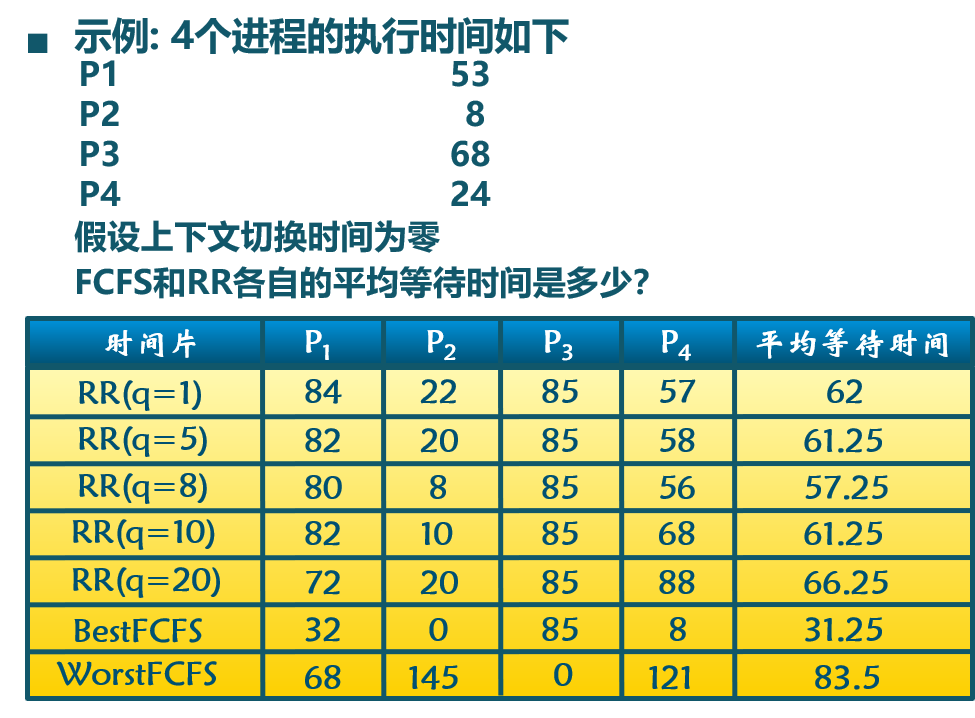 示例: 4个进程的执行时间如下
P1 53
P2 8
P3 68
P4 24
假设上下文切换时间为零
FCFS和RR各自的平均等待时间是多少?
时间片 P1 P2 P3 P4 平均等待时间
RR(q=1) 84 22 85 57 62
RR(q=5) 82 20 85 58 61.25
RR(q=8) 80 8 85 56 57.25
RR(q=10) 82 10 85 68 61.25
RR(q=20) 72 20 85 88 66.25
BestFCFS 32 0 85 8 31.25
WorstFCFS 68 145 0 121 83.5